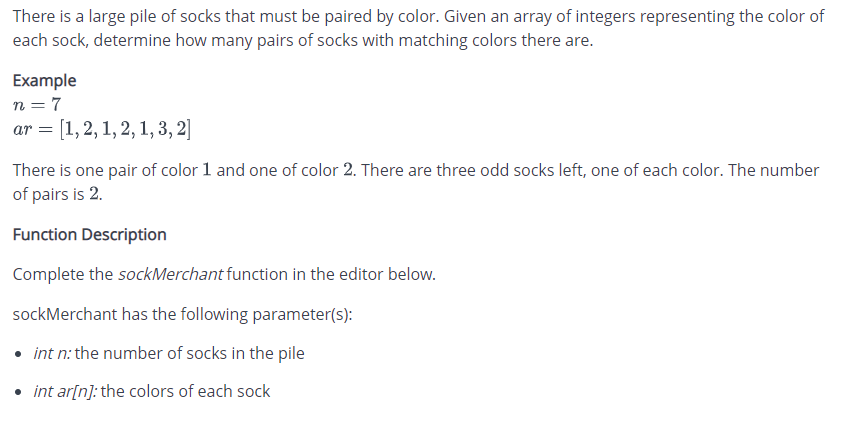 There is a large pile of socks that must be paired by color. Given an array of integers representing the color of
each sock, determine how many pairs of socks with matching colors there are.
Example
n = 7
ar = [1, 2, 1, 2, 1, 3, 2]
There is one pair of color 1 and one of color 2. There are three odd socks left, one of each color. The number
of pairs is 2.
Function Description
Complete the sockMerchant function in the editor below.
sockMerchant has the following parameter(s):
• int n: the number of socks in the pile
• int ar[n]: the colors of each sock